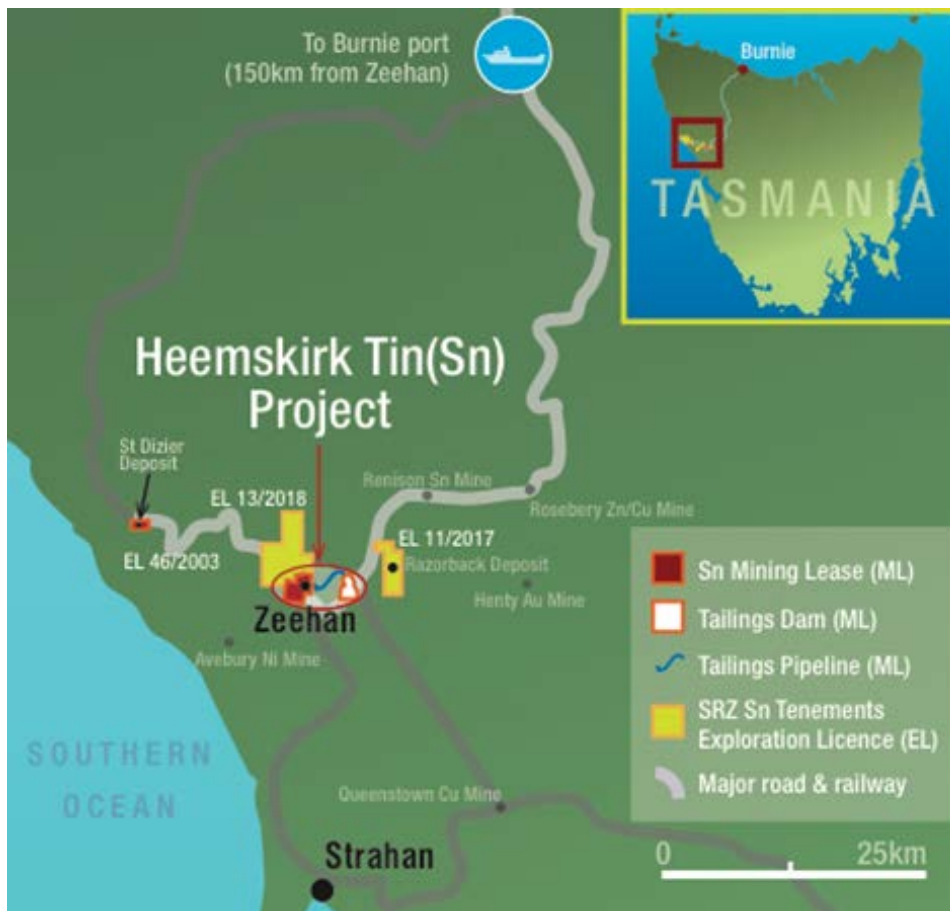 To Burnie port
(150km from Zeehan)
Burnie
TASMANIA
Heemskirk Tin(Sn)
Project
St Dizier
Deposit
EL 13/2018
Renison Sn Mine
Rosebery Zn/Cu Mine
EL 46/2003
EL 11/2017
Razorback Deposit
Henty Au Mine
Zeehan
Avebury Ni Mine
SOUTHERN
OCEAN
Queenstown Cu Mine
Strahan
Sn Mining Lease (ML)
Tailings Dam (ML)
Tailings Pipeline (ML)
SRZ Sn Tenements
Exploration Licence (EL)
Major road & railway
0 25km